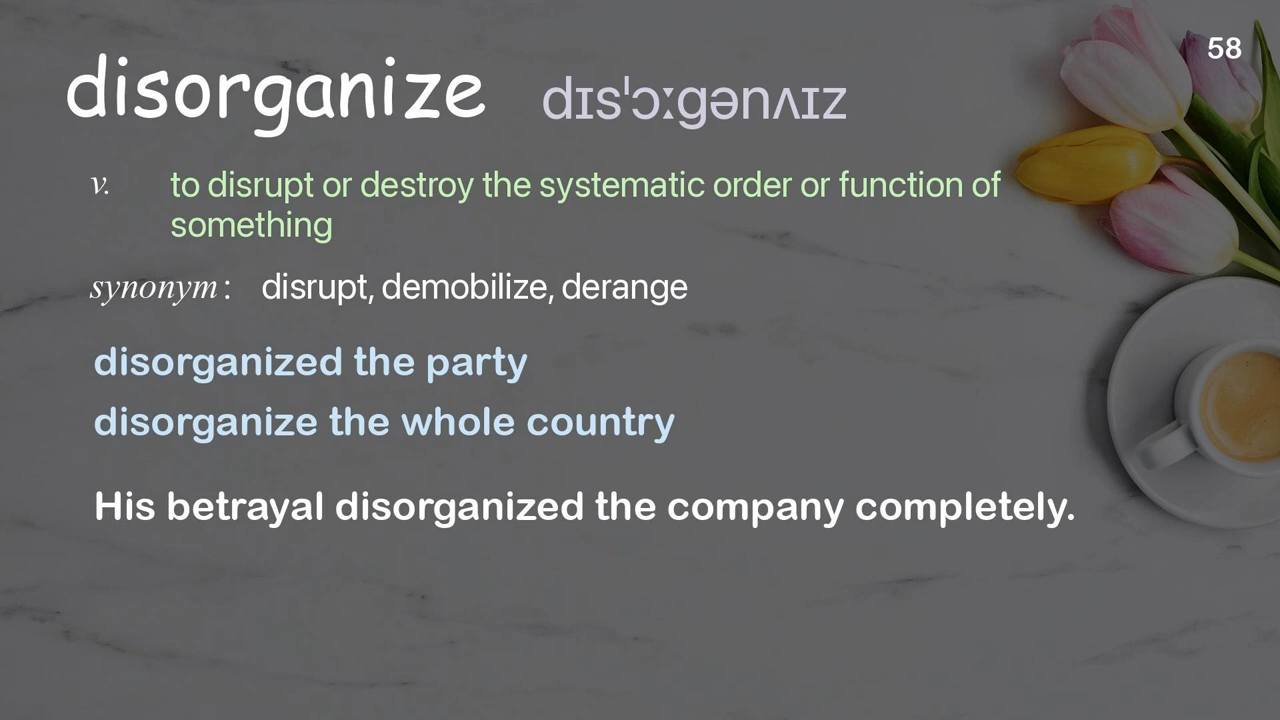 58
disorganize dɪsˈɔːgənʌɪz
v. to disrupt or destroy the systematic order or function of
something
synonym: disrupt, demobilize, derange
disorganized the party
disorganize the whole country
His betrayal disorganized the company completely.